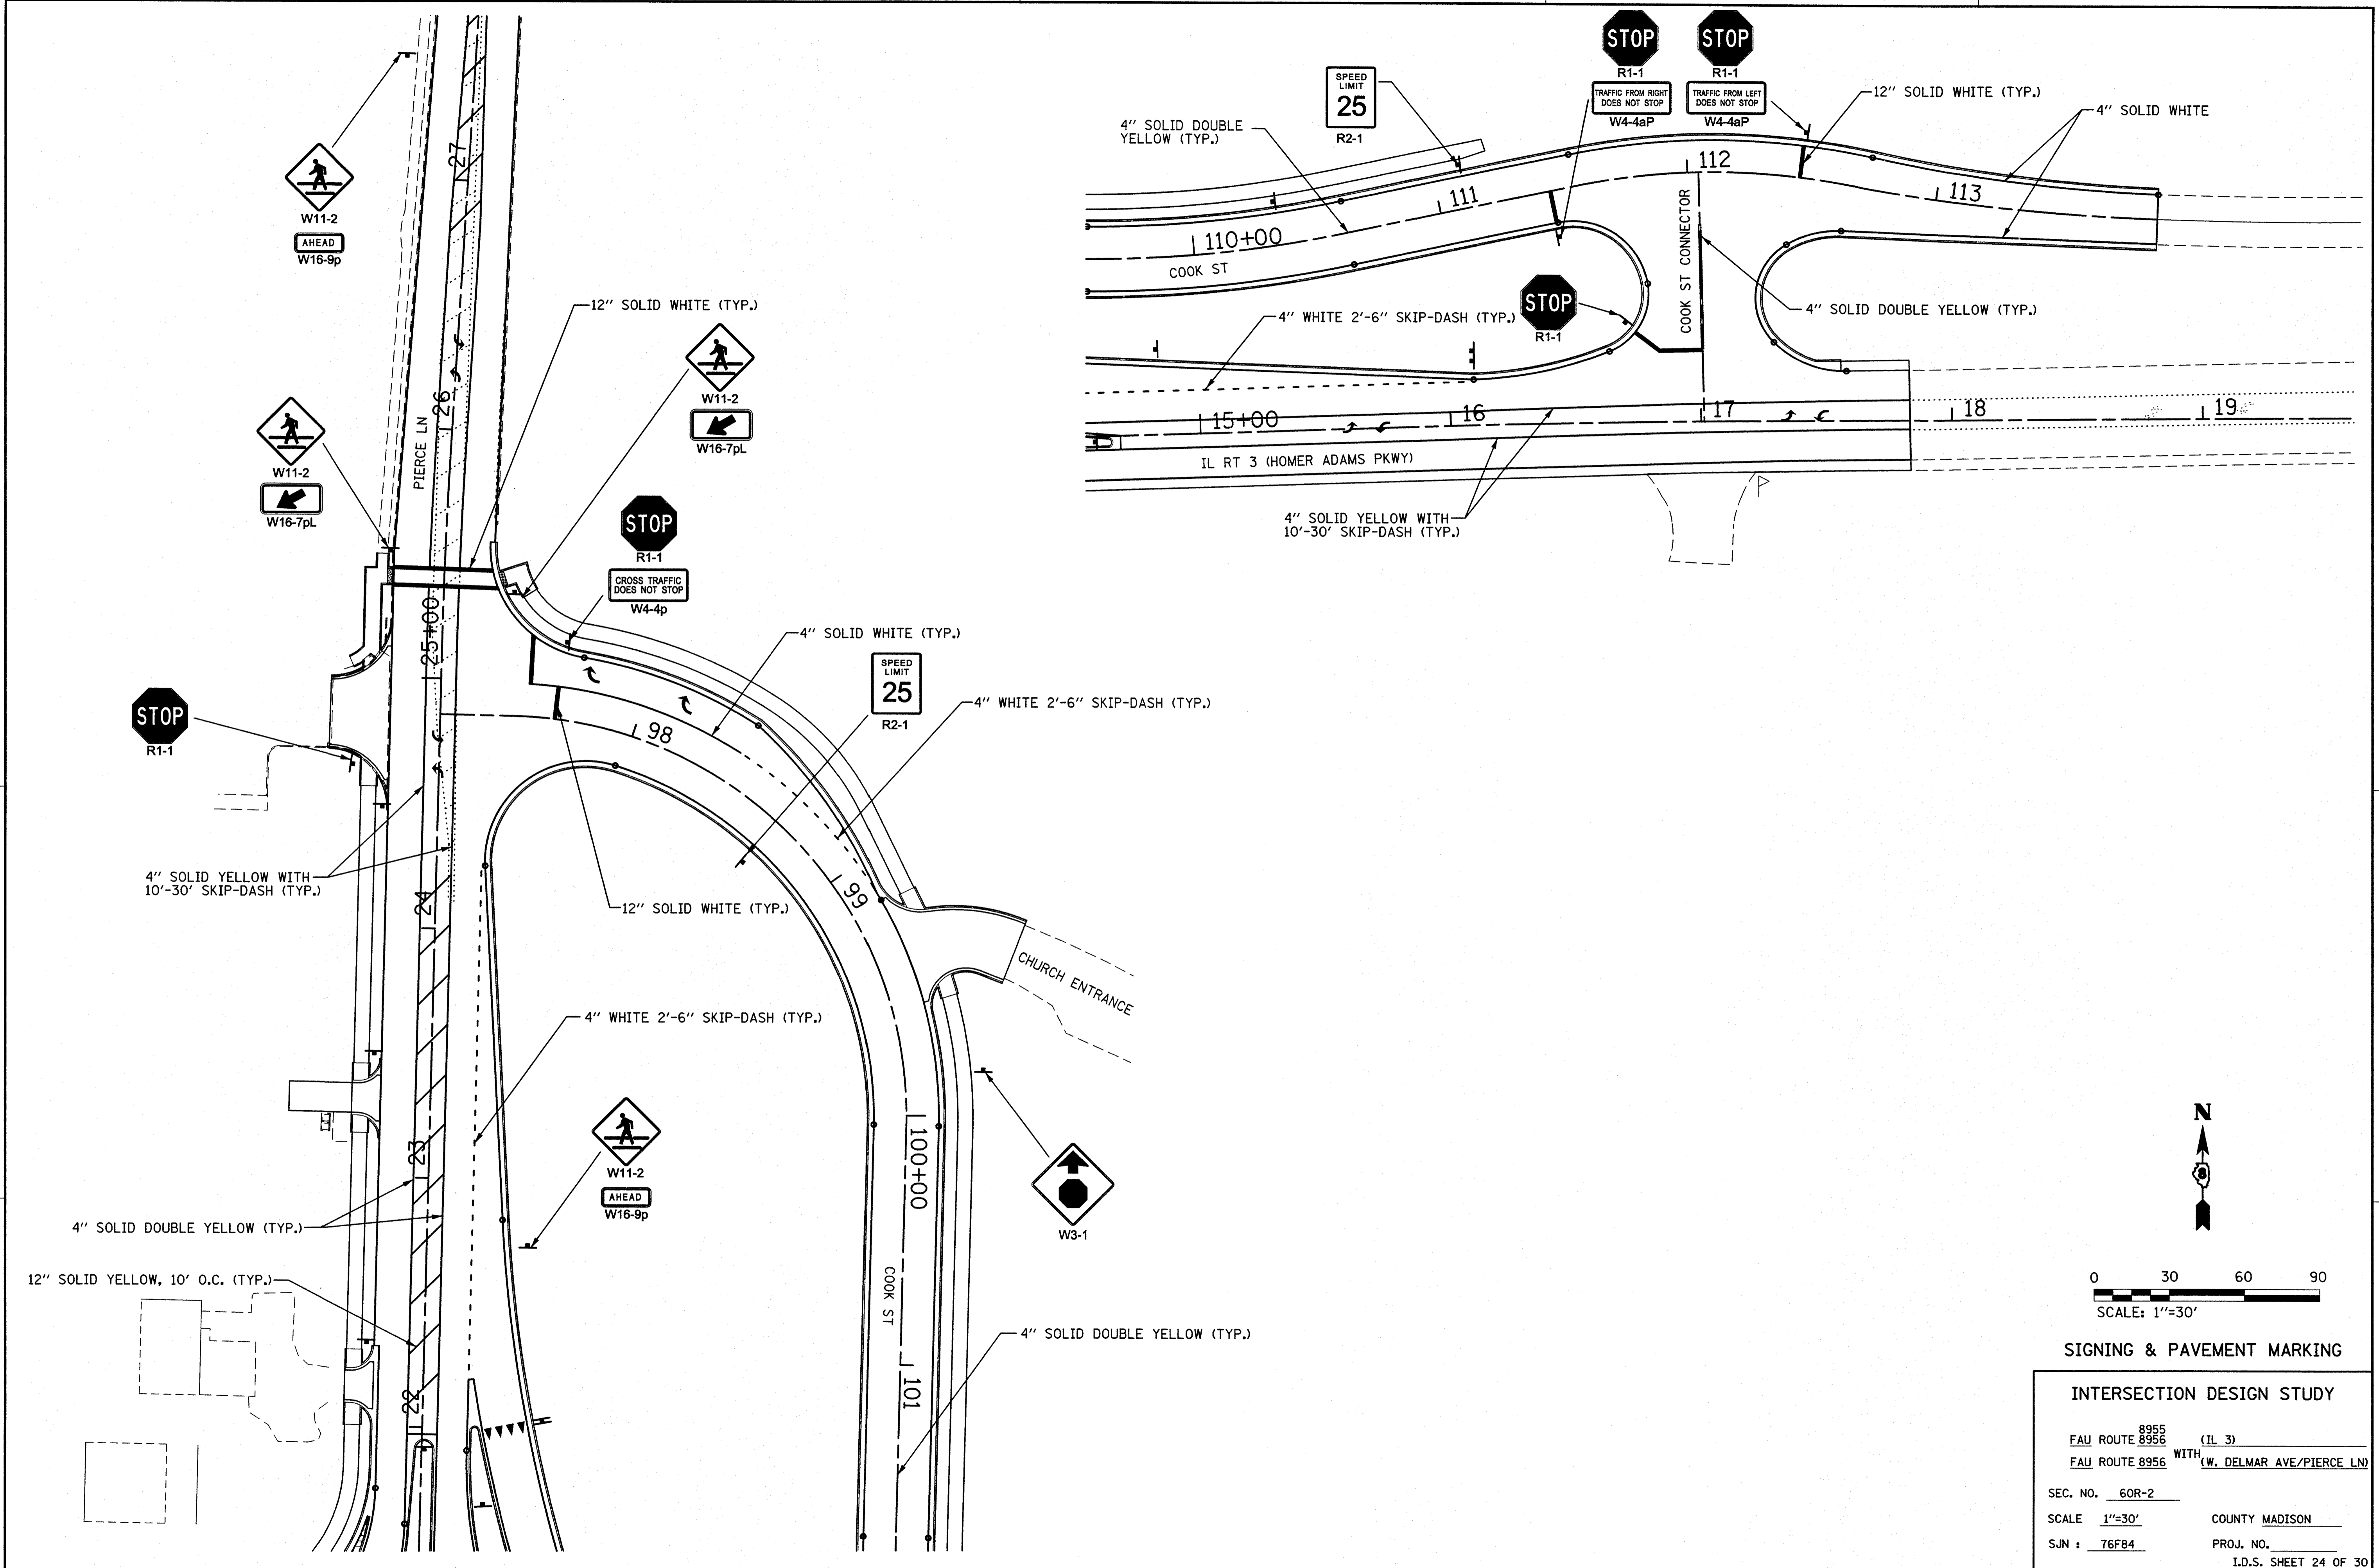 STOP
R1-1
TRAFFIC FROM RIGHT
DOES NOT STOP
W4-4aP
STOP
R1-1
TRAFFIC FROM LEFT
DOES NOT STOP
W4-4aP
SPEED
LIMIT
25
R2-1
12" SOLID WHITE (TYP.)
4" SOLID WHITE
4" SOLID DOUBLE
YELLOW (TYP.)
110+00
111
112
113
COOK ST
COOK ST CONNECTOR
STOP
R1-1
4" WHITE 2'-6" SKIP-DASH (TYP.)
4" SOLID DOUBLE YELLOW (TYP.)
15+00
16
17
18
19
IL RT 3 (HOMER ADAMS PKWY)
P
4" SOLID YELLOW WITH
10'-30' SKIP-DASH (TYP.)
W11-2
AHEAD
W16-9p
27
12" SOLID WHITE (TYP.)
W11-2
W16-7pL
W11-2
W16-7pL
PIERCE LN
26
STOP
R1-1
CROSS TRAFFIC
DOES NOT STOP
W4-4p
25+00
4" SOLID WHITE (TYP.)
SPEED
LIMIT
25
R2-1
4" WHITE 2'-6" SKIP-DASH (TYP.)
STOP
R1-1
98
99
4" SOLID YELLOW WITH
10'-30' SKIP-DASH (TYP.)
24
12" SOLID WHITE (TYP.)
CHURCH ENTRANCE
4" WHITE 2'-6" SKIP-DASH (TYP.)
W11-2
AHEAD
W16-9p
23
100+00
W3-1
4" SOLID DOUBLE YELLOW (TYP.)
12" SOLID YELLOW, 10' O.C. (TYP.)
COOK ST
4" SOLID DOUBLE YELLOW (TYP.)
22
101
N
8
0 30 60 90
SCALE: 1"=30'
SIGNING & PAVEMENT MARKING
INTERSECTION DESIGN STUDY
8955
FAU ROUTE 8956 (IL 3)
WITH
FAU ROUTE 8956 (W. DELMAR AVE/PIERCE LN)
SEC. NO. 60R-2
SCALE 1"=30' COUNTY MADISON
SJN : 76F84 PROJ. NO.
I.D.S. SHEET 24 OF 30